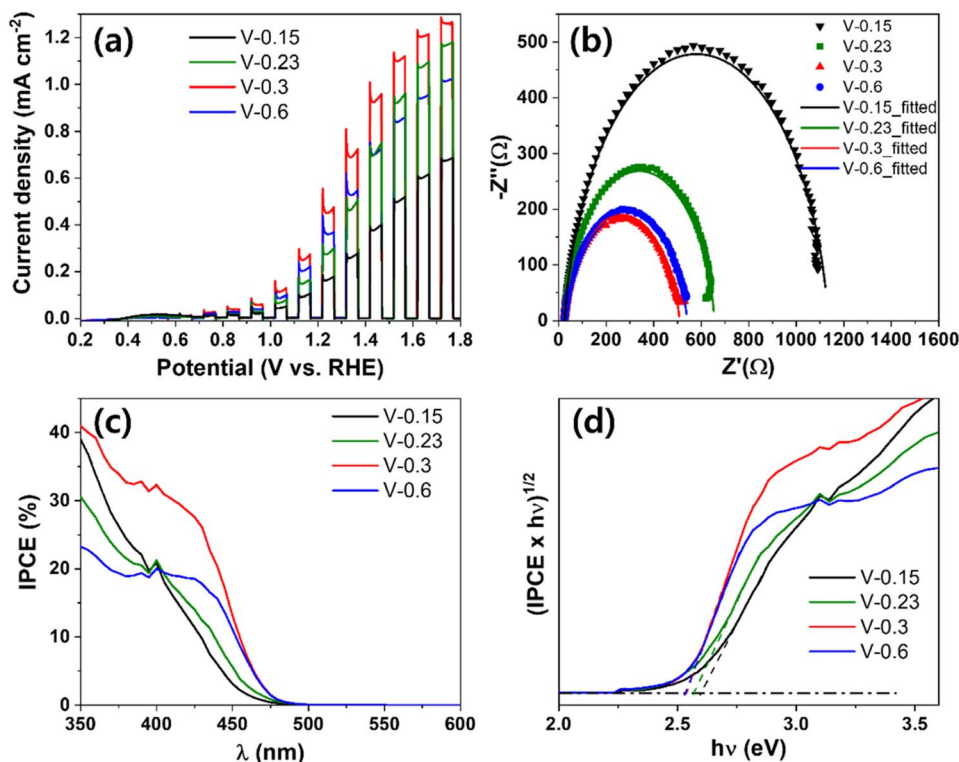 (a)
V-0.15
V-0.23
V-0.3
V-0.6
Current density (mA cm⁻²)
1.2
1.0
0.8
0.6
0.4
0.2
0.0
0.2 0.4 0.6 0.8 1.0 1.2 1.4 1.6 1.8
Potential (V vs. RHE)
(b)
V-0.15
V-0.23
V-0.3
V-0.6
V-0.15_fitted
V-0.23_fitted
V-0.3_fitted
V-0.6_fitted
-Z''(Ω)
-500
-400
-300
-200
-100
0
0 200 400 600 800 1000 1200 1400 1600
Z'(Ω)
(c)
V-0.15
V-0.23
V-0.3
V-0.6
IPCE (%)
40
30
20
10
0
350 400 450 500 550 600
λ (nm)
(d)
V-0.15
V-0.23
V-0.3
V-0.6
(IPCE x hν)¹ᐟ²
2.0 2.5 3.0 3.5
hν (eV)